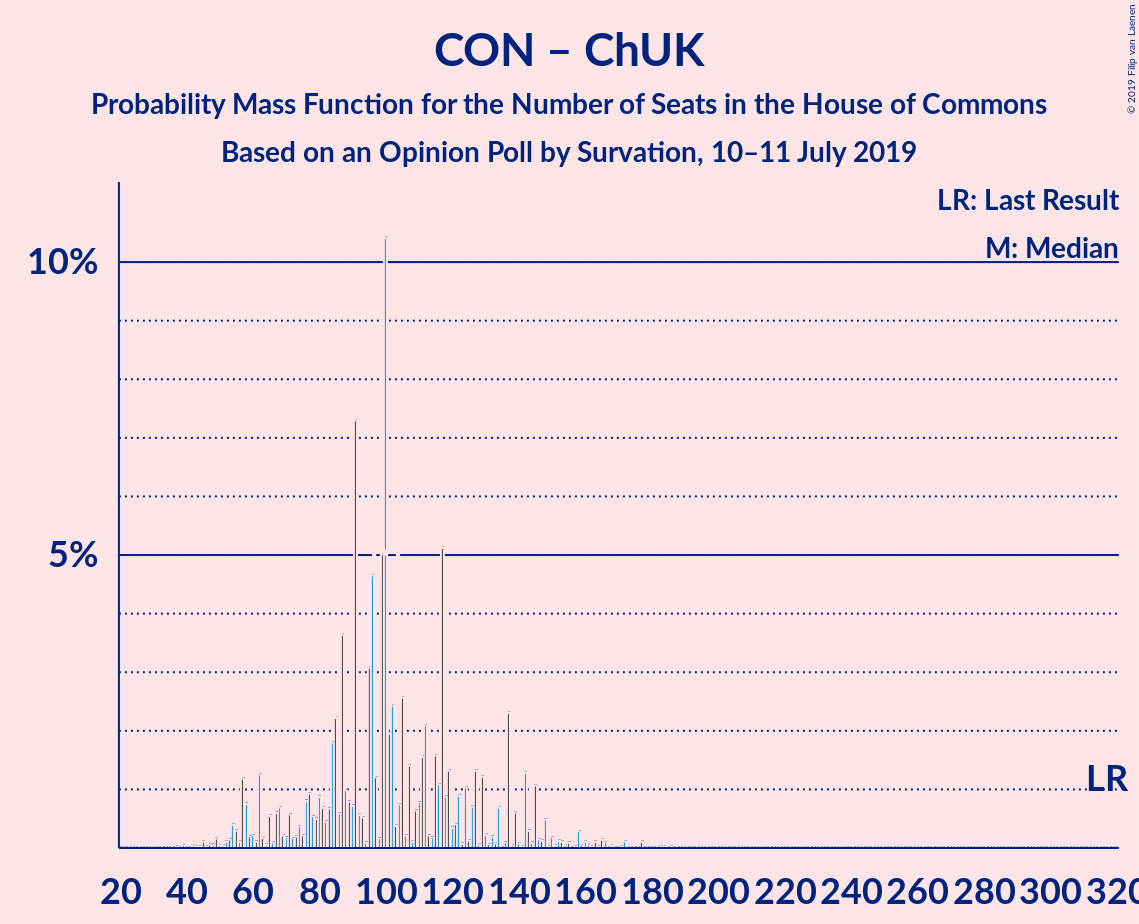 CON – ChUK
Probability Mass Function for the Number of Seats in the House of Commons
Based on an Opinion Poll by Survation, 10–11 July 2019
© 2019 Filip van Laenen
LR: Last Result
M: Median
10%
5%
LR
20 40 60 80 100 120 140 160 180 200 220 240 260 280 300 320